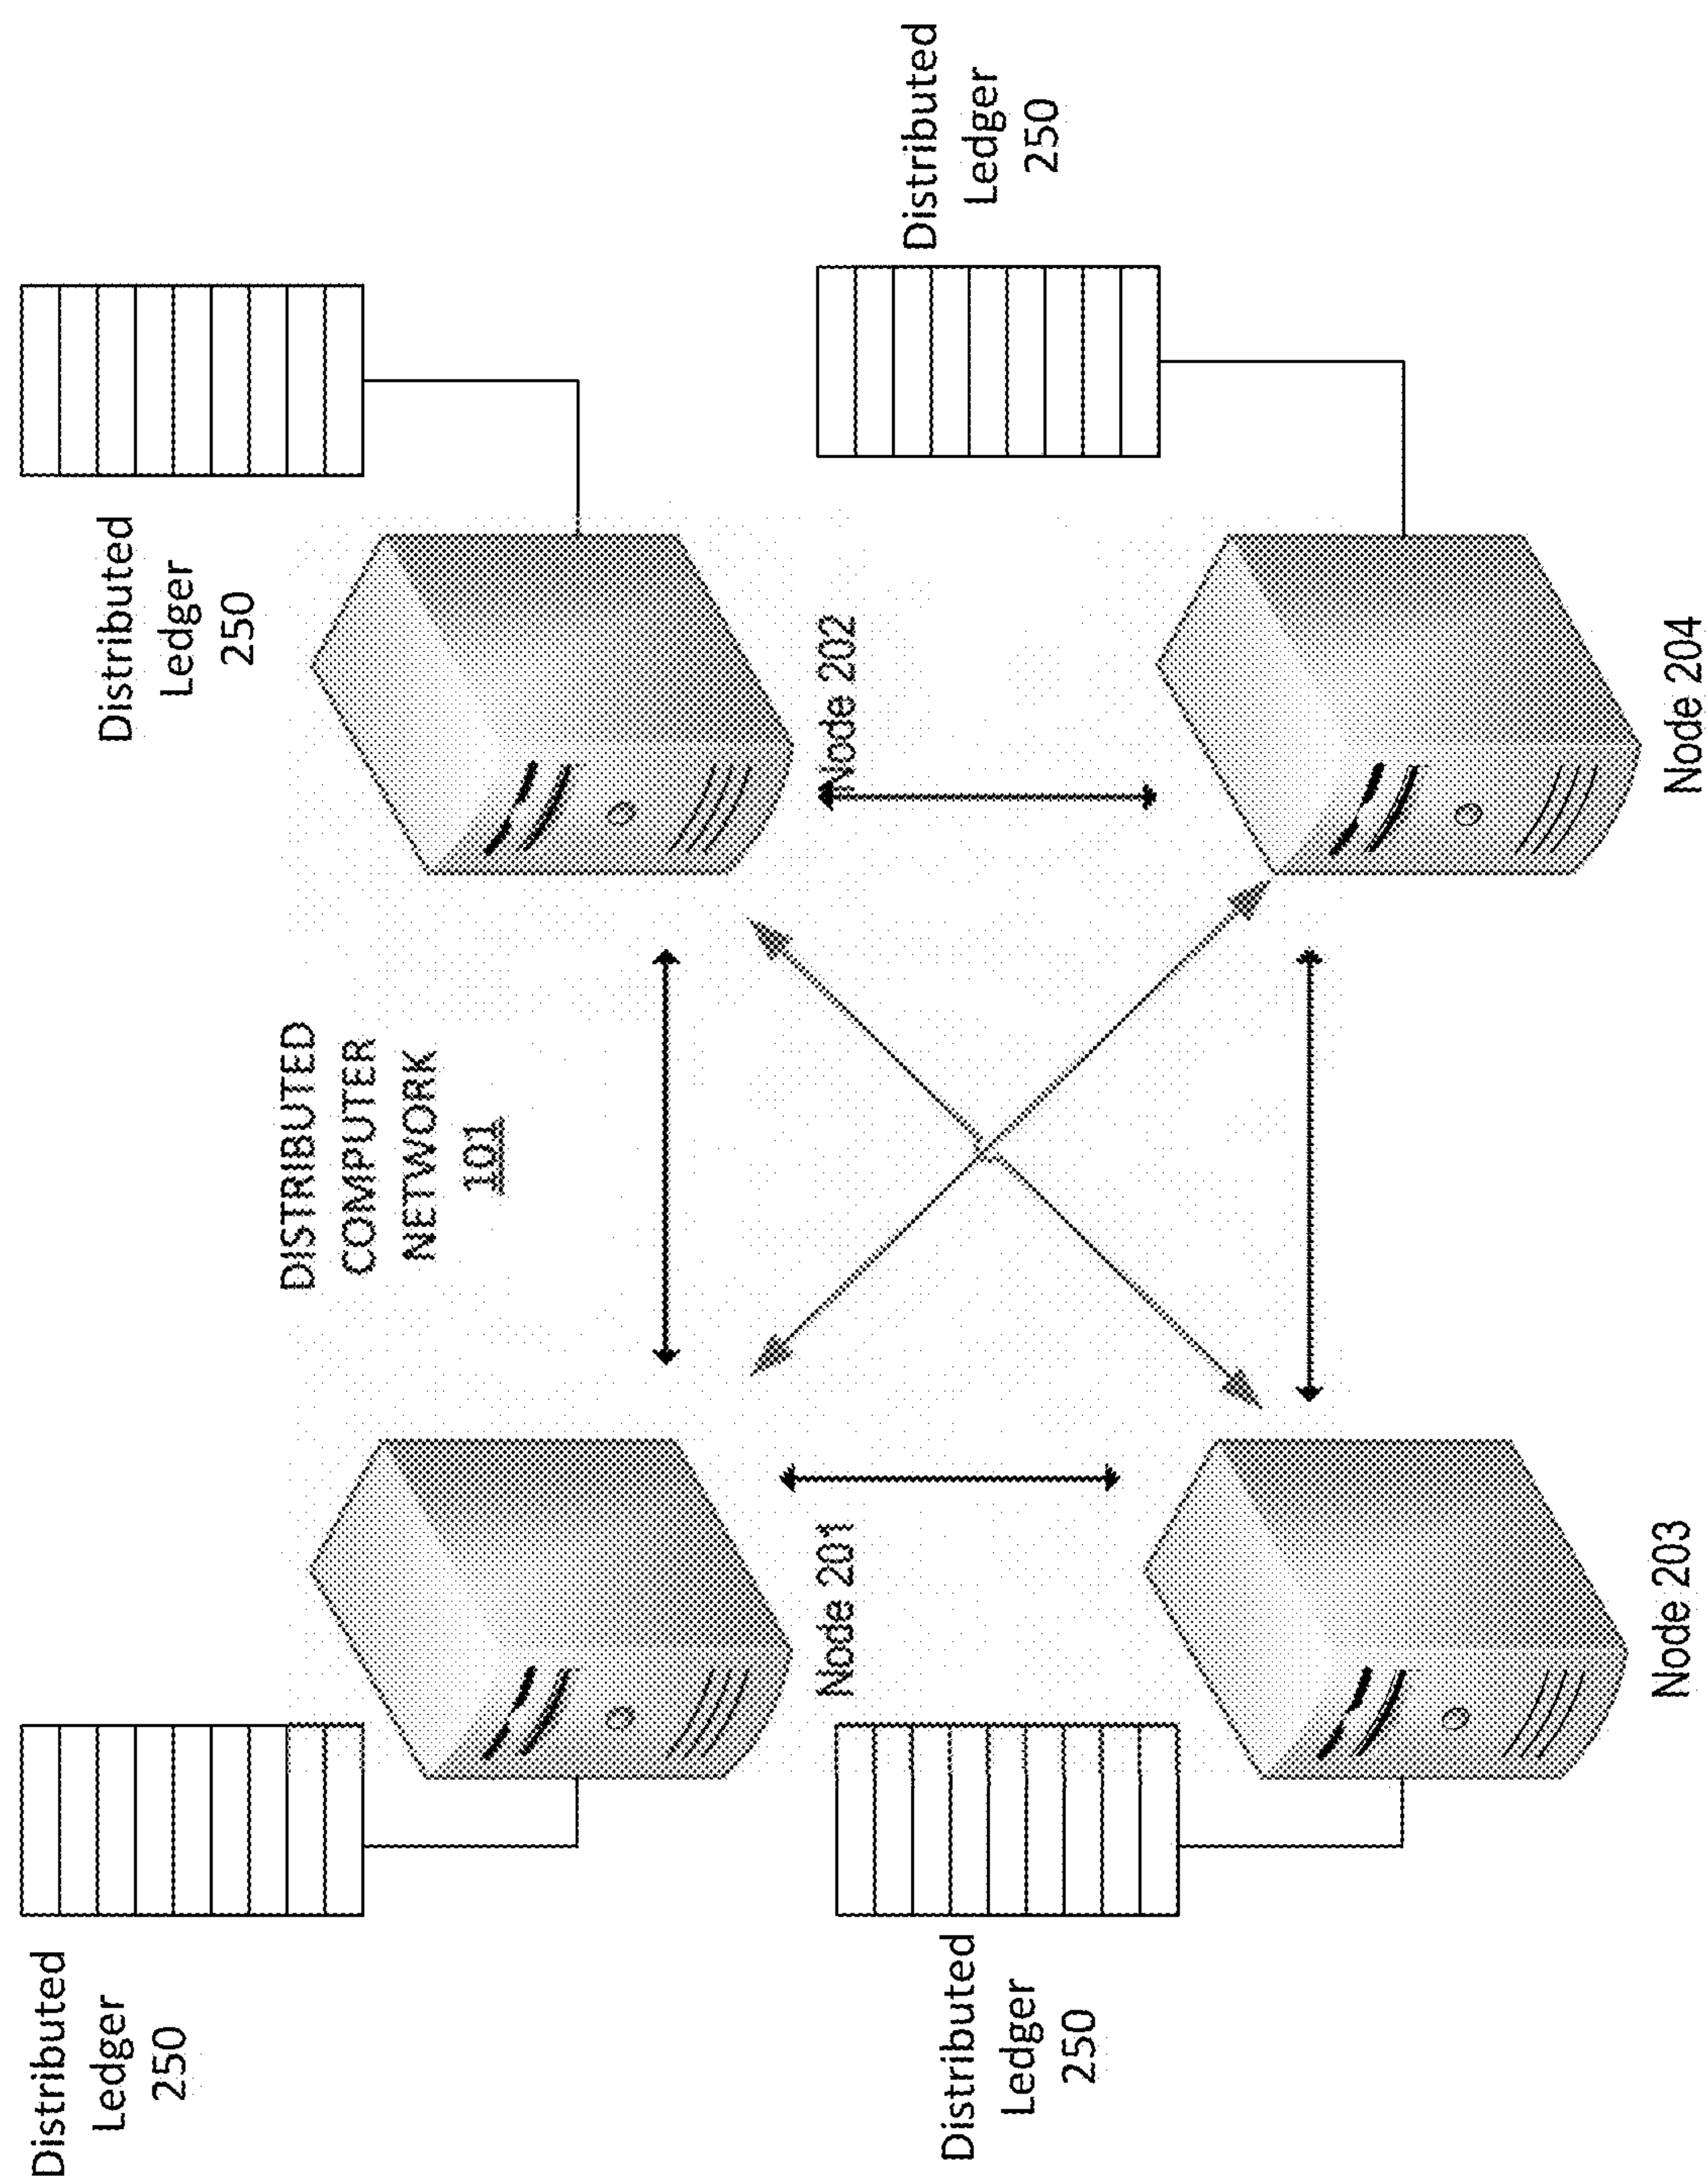 Distributed
Ledger
250
Distributed
Ledger
250
DISTRIBUTED
COMPUTER
NETWORK
101
Node 201
Node 202
Distributed
Ledger
250
Distributed
Ledger
250
Node 203
Node 204